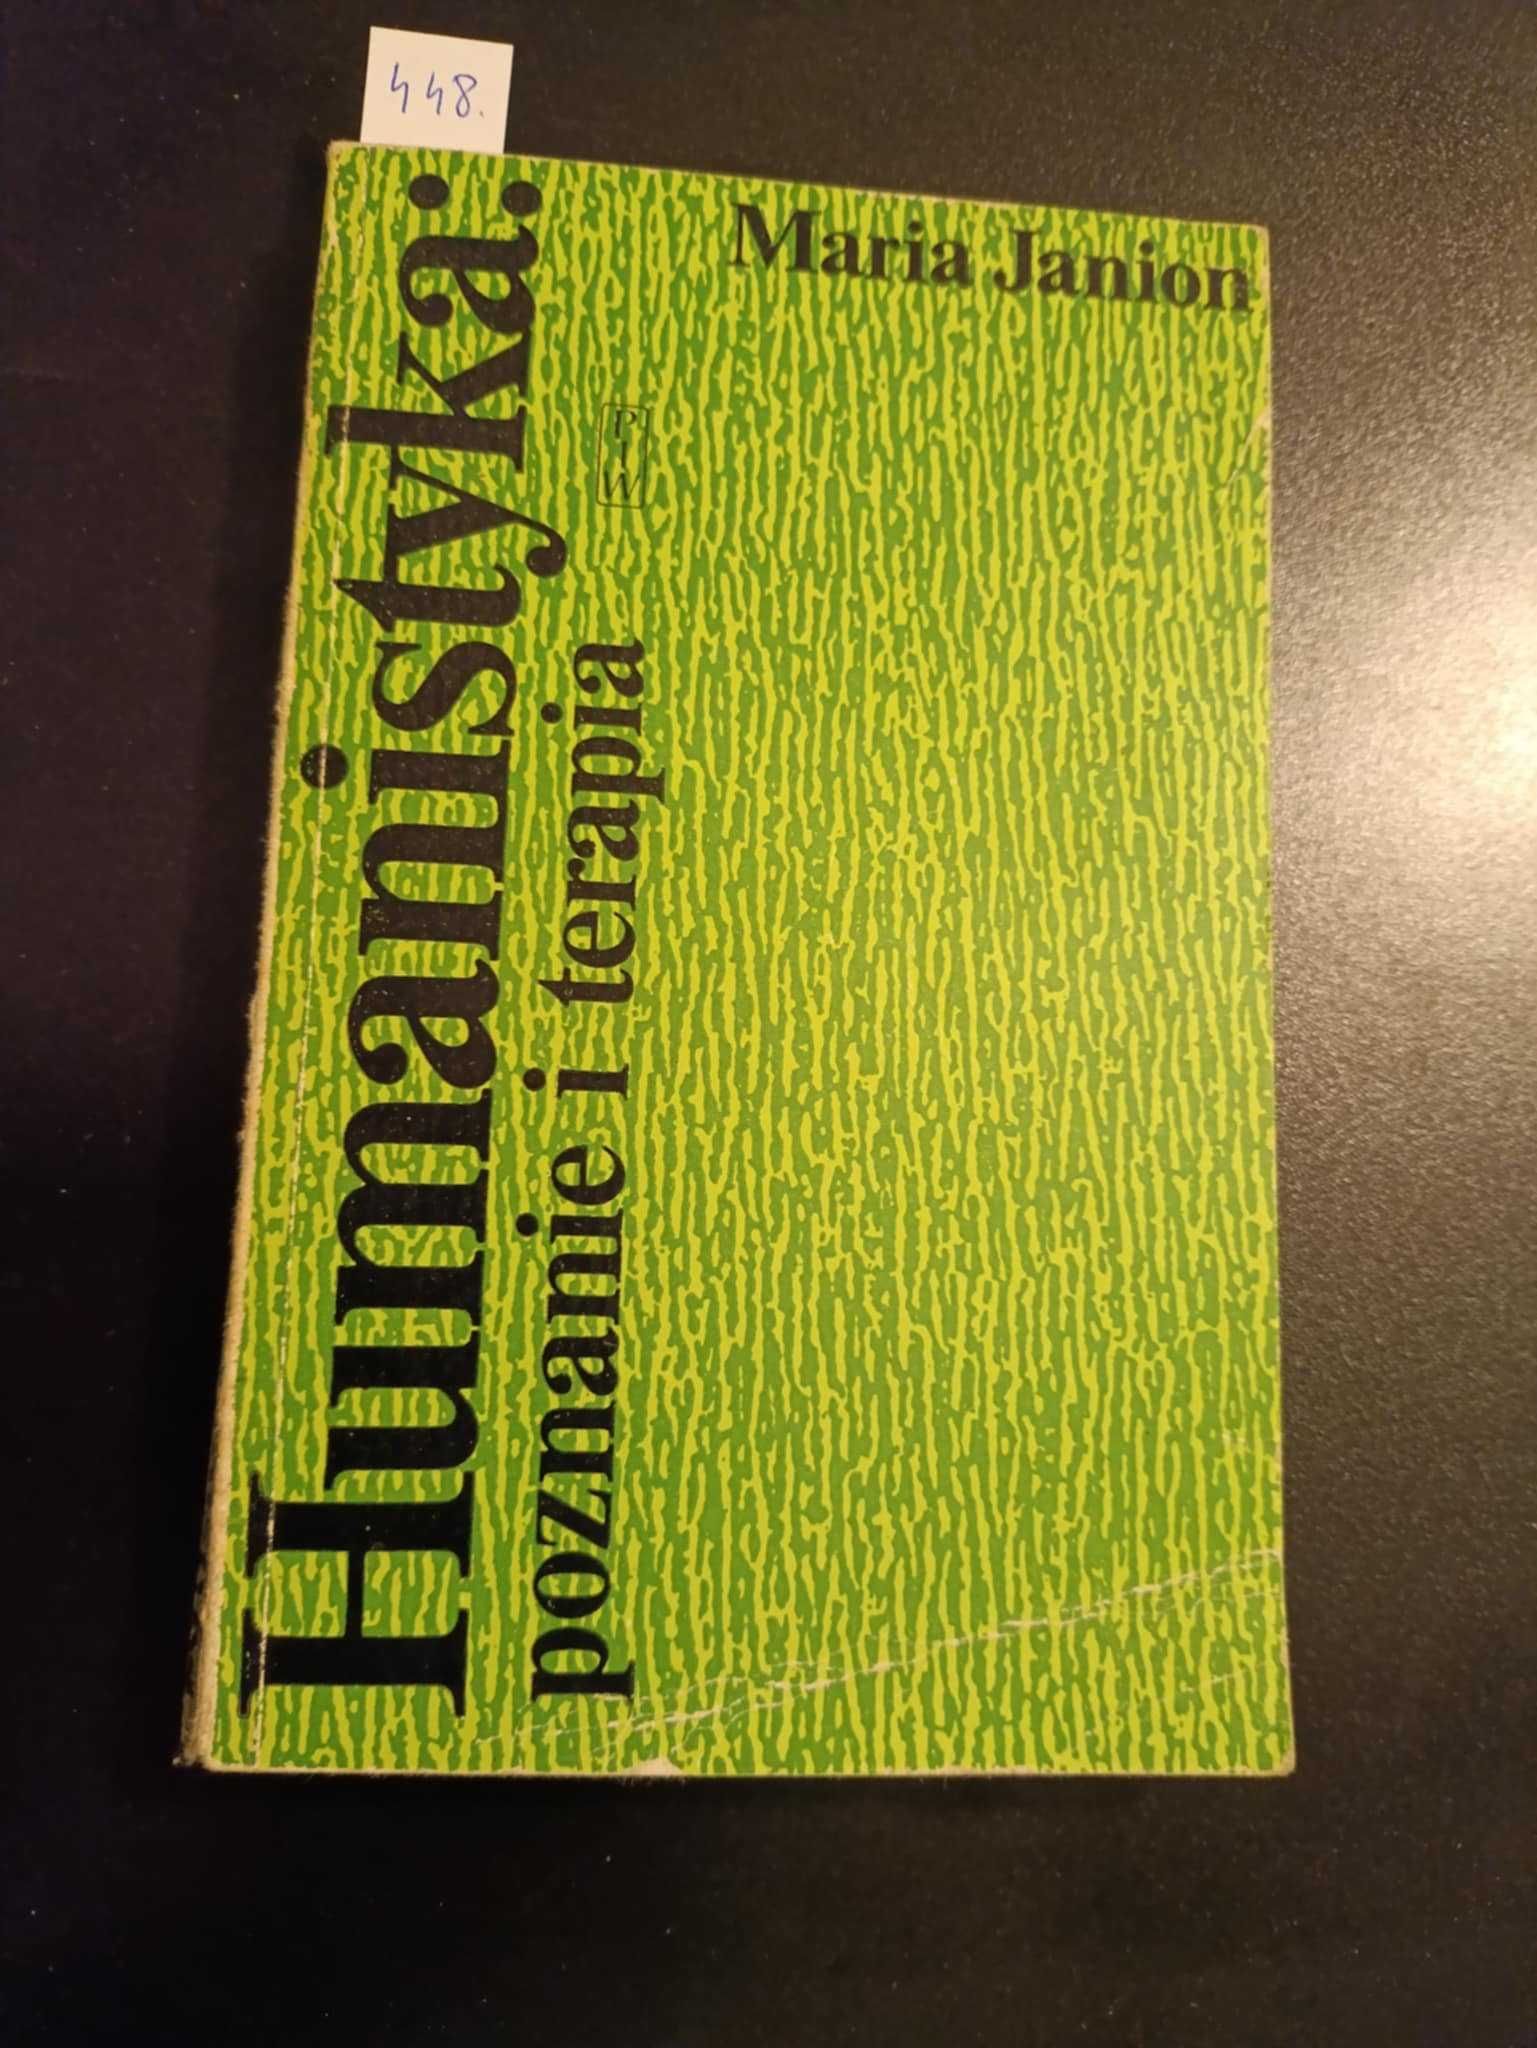 448.
Maria Janion
Humanistyka:
poznanie i terapia
PIW